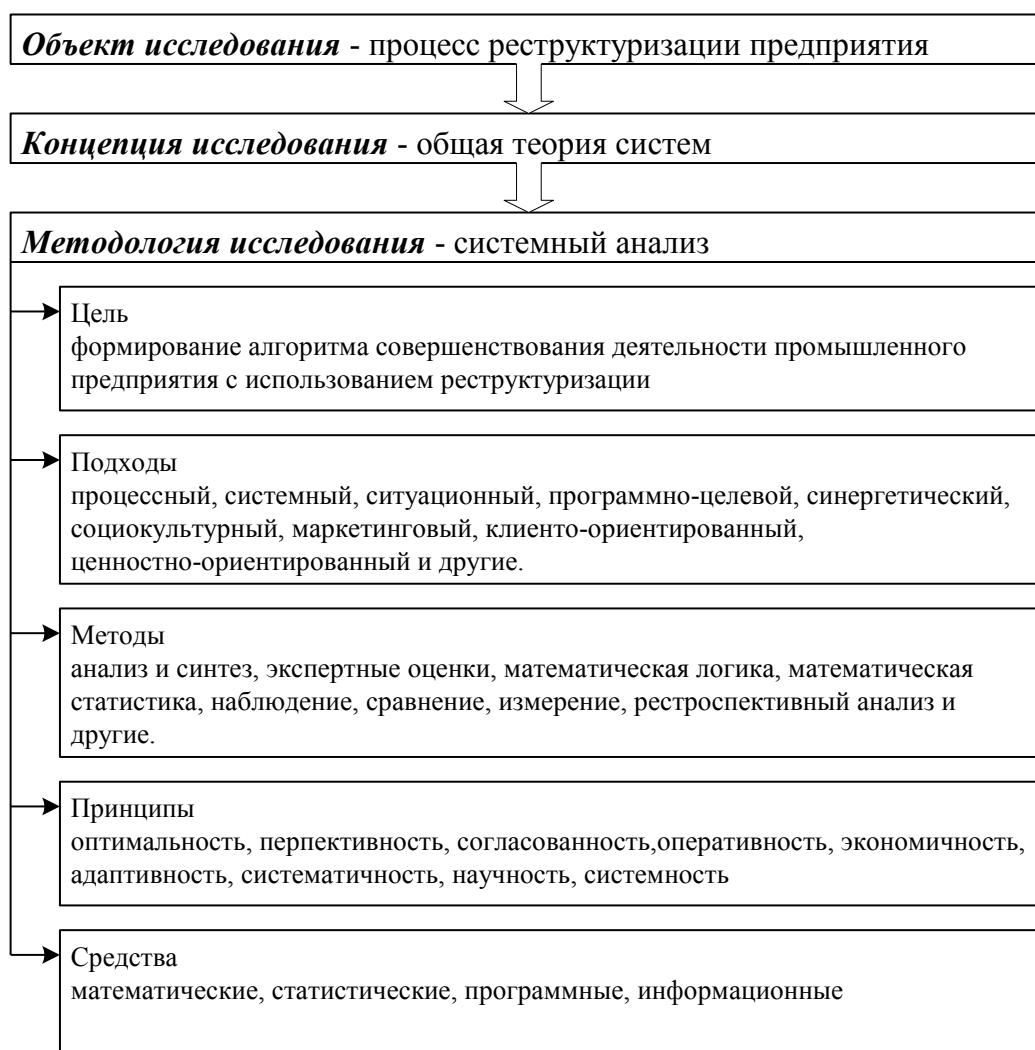 Объект исследования - процесс реструктуризации предприятия
Концепция исследования - общая теория систем
Методология исследования - системный анализ
Цель
формирование алгоритма совершенствования деятельности промышленного
предприятия с использованием реструктуризации
Подходы
процессный, системный, ситуационный, программно-целевой, синергетический,
социокультурный, маркетинговый, клиенто-ориентированный,
ценностно-ориентированный и другие.
Методы
анализ и синтез, экспертные оценки, математическая логика, математическая
статистика, наблюдение, сравнение, измерение, рестроспективный анализ и
другие.
Принципы
оптимальность, перпективность, согласованность,оперативность, экономичность,
адаптивность, систематичность, научность, системность
Средства
математические, статистические, программные, информационные